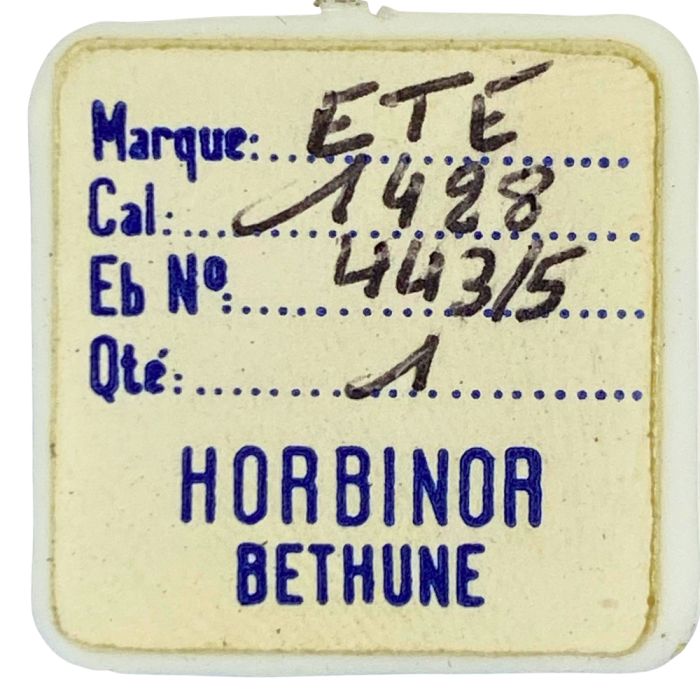 Marque: ETE
Cal: 1428
Eb Nº: 443/5
Qté: 1
HORBINOR
BETHUNE